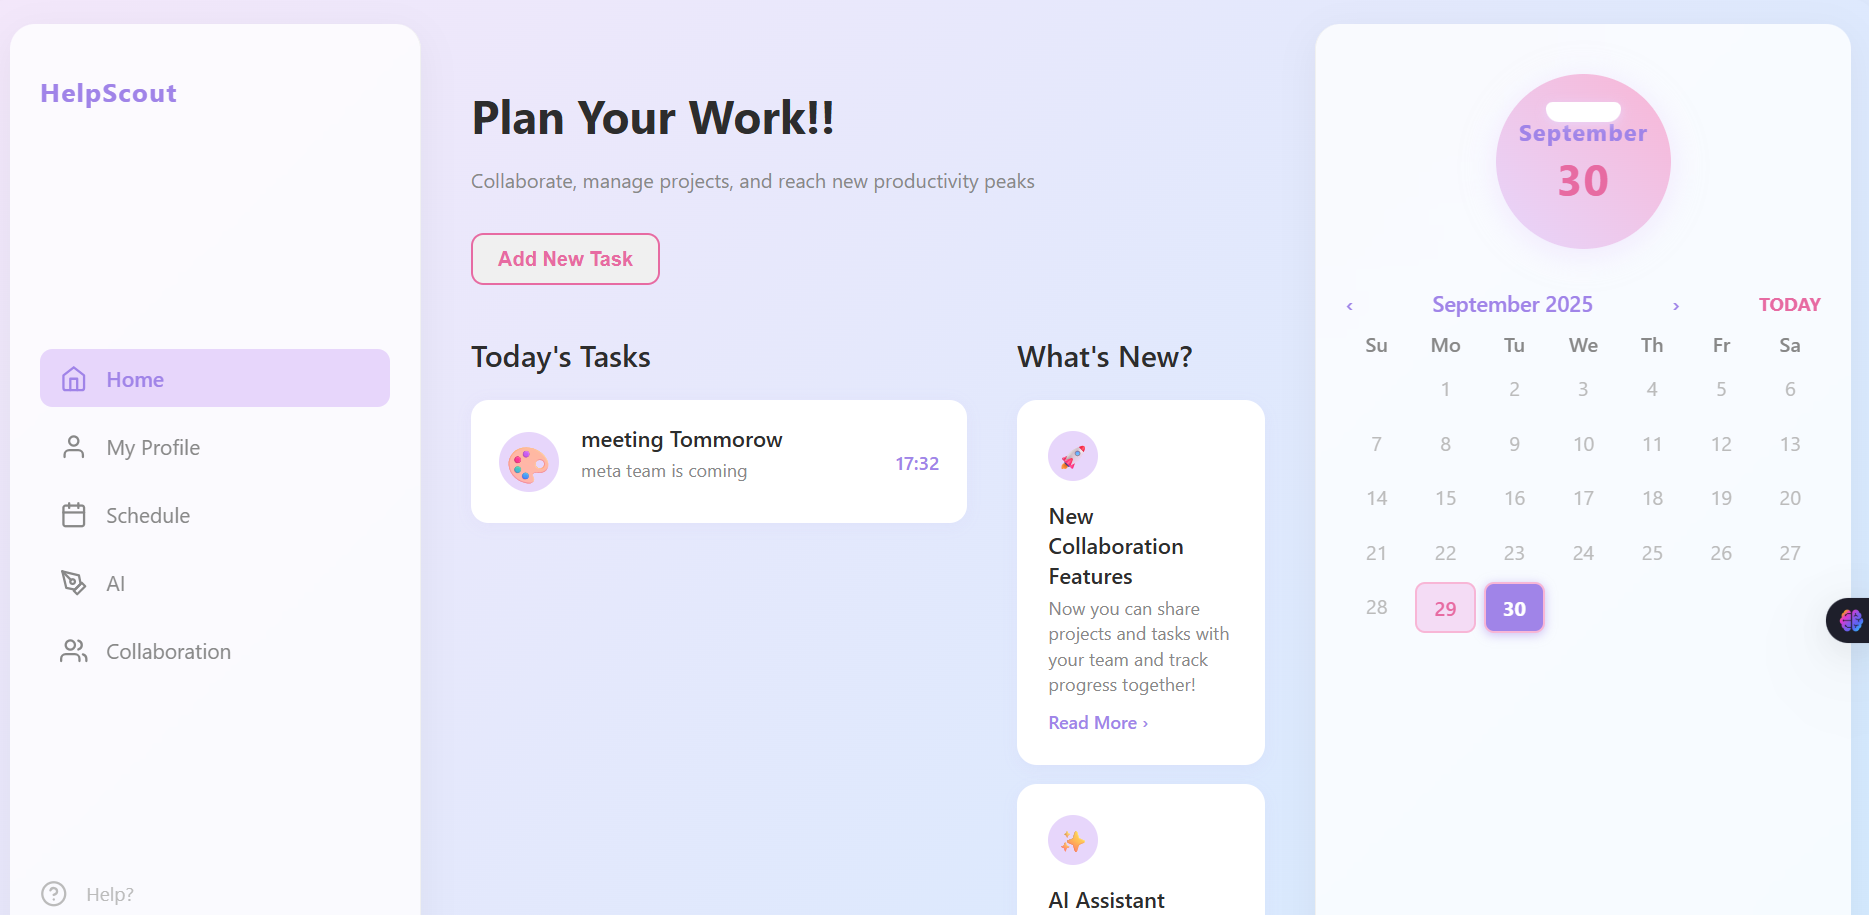 HelpScout
Home
My Profile
Schedule
AI
Collaboration
Help?
Plan Your Work!!
Collaborate, manage projects, and reach new productivity peaks
Add New Task
Today's Tasks
meeting Tommorow
meta team is coming
17:32
What's New?
New
Collaboration
Features
Now you can share
projects and tasks with
your team and track
progress together!
Read More ›
AI Assistant
September
30
‹ September 2025 › TODAY
Su Mo Tu We Th Fr Sa
1 2 3 4 5 6
7 8 9 10 11 12 13
14 15 16 17 18 19 20
21 22 23 24 25 26 27
28 29 30